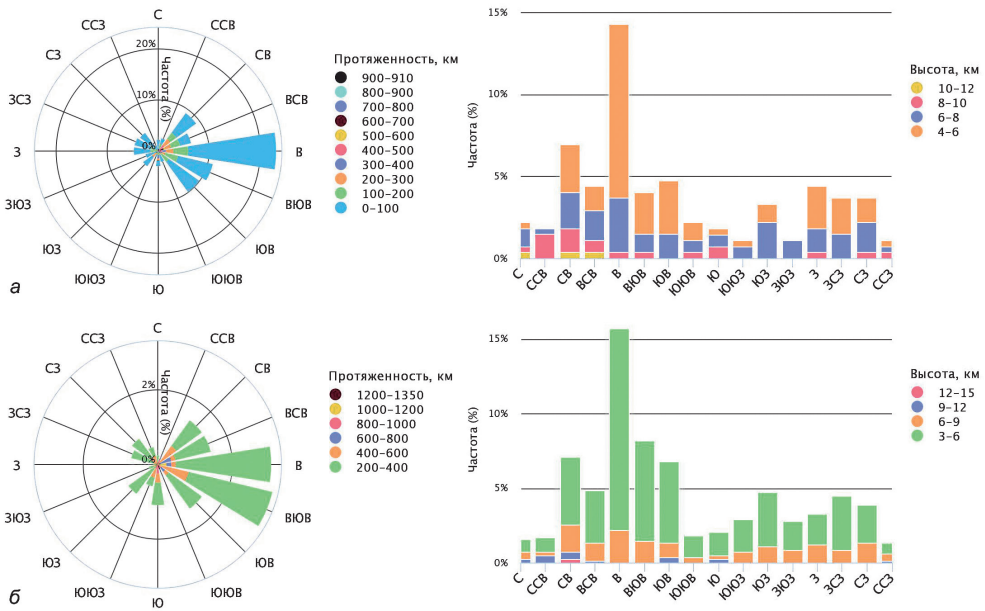 С
ССВ
СВ
ВСВ
В
ВЮВ
ЮВ
ЮЮВ
Ю
ЮЮЗ
ЮЗ
ЗЮЗ
З
ЗСЗ
СЗ
ССЗ
20%
10%
0%
Частота (%)
Протяженность, км
900–910
800–900
700–800
600–700
500–600
400–500
300–400
200–300
100–200
0–100
а
15%
10%
5%
0%
Частота (%)
С ССВ СВ ВСВ В ВЮВ ЮВ ЮЮВ Ю ЮЮЗ ЮЗ ЗЮЗ З ЗСЗ СЗ ССЗ
Высота, км
10–12
8–10
6–8
4–6
С
ССВ
СВ
ВСВ
В
ВЮВ
ЮВ
ЮЮВ
Ю
ЮЮЗ
ЮЗ
ЗЮЗ
З
ЗСЗ
СЗ
ССЗ
2%
0%
Частота (%)
Протяженность, км
1200–1350
1000–1200
800–1000
600–800
400–600
200–400
б
15%
10%
5%
0%
Частота (%)
С ССВ СВ ВСВ В ВЮВ ЮВ ЮЮВ Ю ЮЮЗ ЮЗ ЗЮЗ З ЗСЗ СЗ ССЗ
Высота, км
12–15
9–12
6–9
3–6